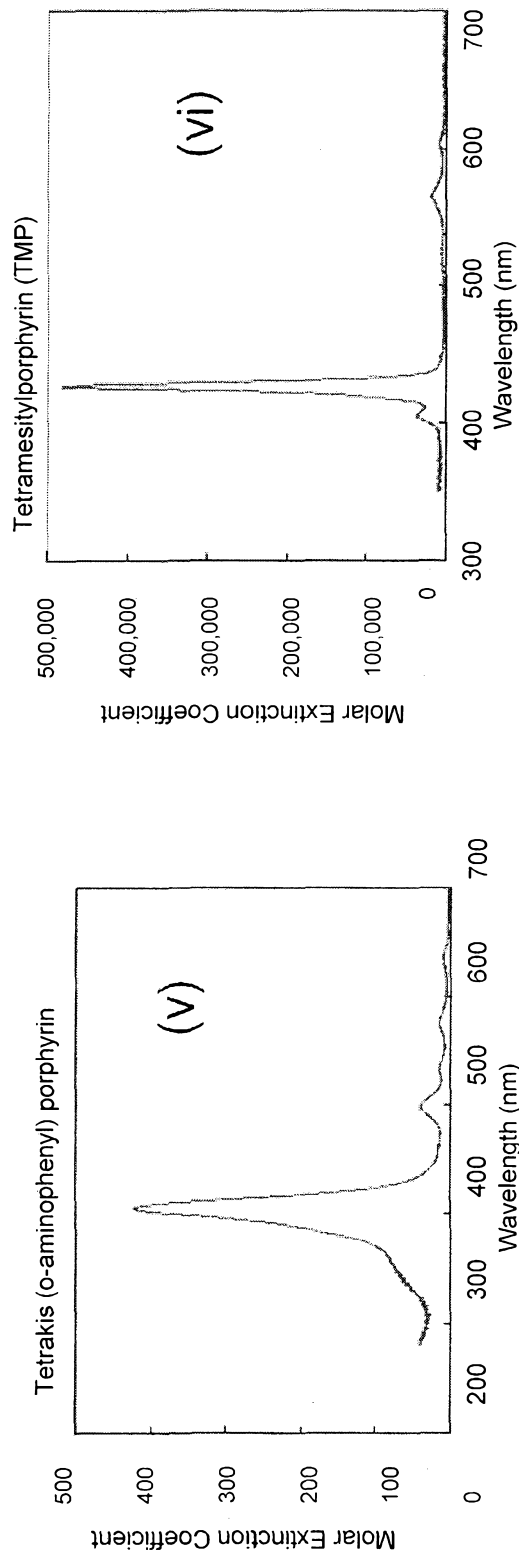 Tetrakis (o-aminophenyl) porphyrin
(v)
Molar Extinction Coefficient
500
400
300
200
100
0
200
300
400
500
600
700
Wavelength (nm)
Tetramesitylporphyrin (TMP)
(vi)
Molar Extinction Coefficient
500,000
400,000
300,000
200,000
100,000
0
300
400
500
600
700
Wavelength (nm)